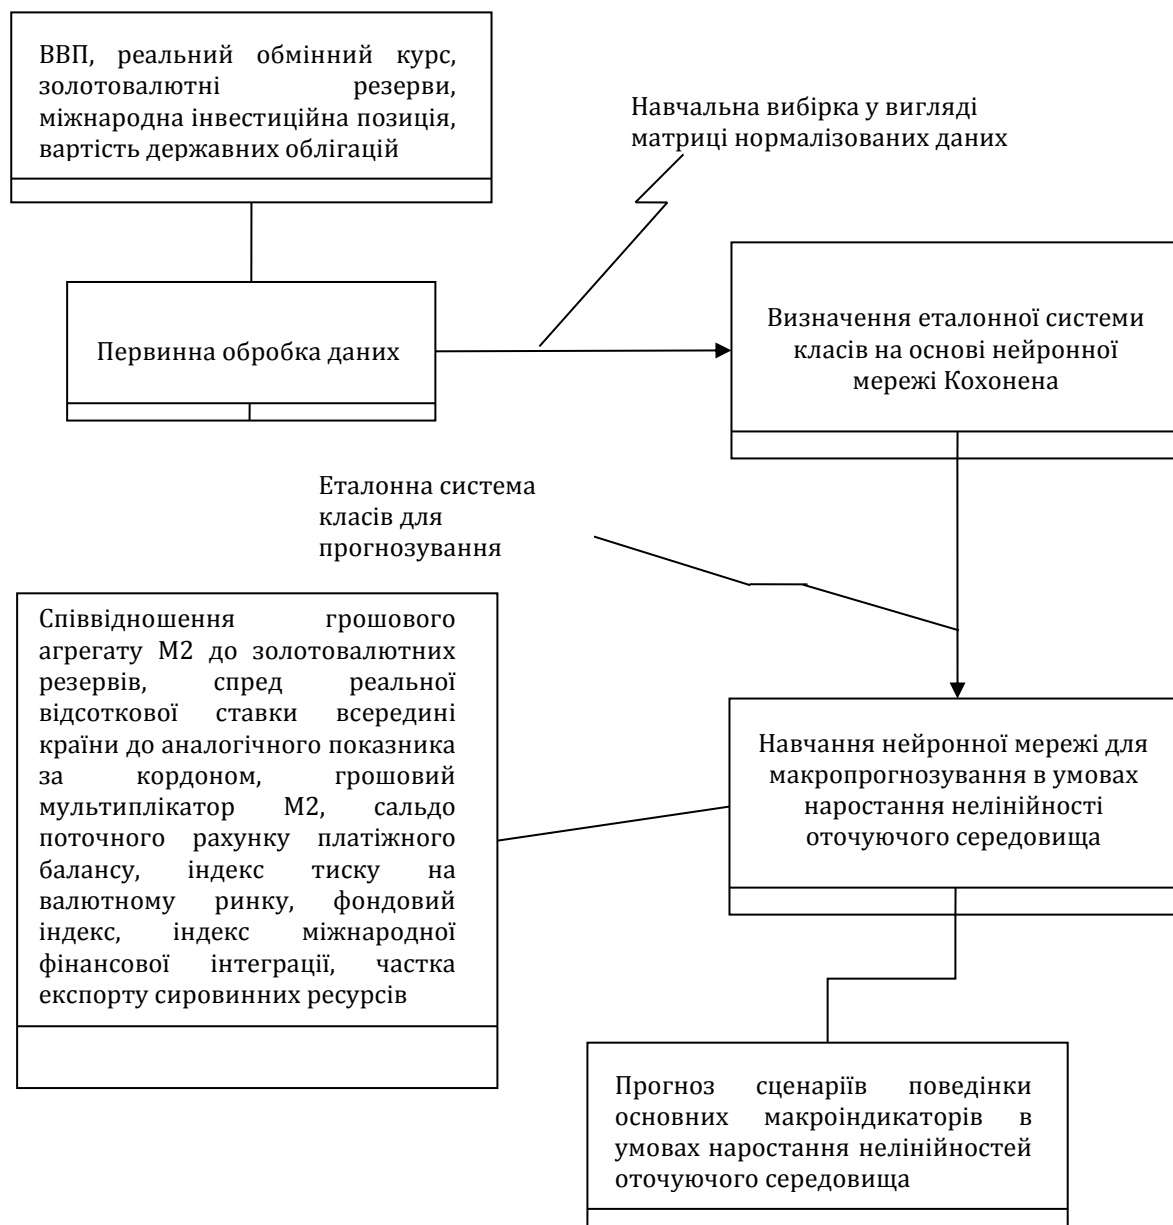 ВВП, реальний обмінний курс,
золотовалютні резерви,
міжнародна інвестиційна позиція,
вартість державних облігацій
Навчальна вибірка у вигляді
матриці нормалізованих даних
Первинна обробка даних
Визначення еталонної системи
класів на основі нейронної
мережі Кохонена
Еталонна система
класів для
прогнозування
Співвідношення грошового
агрегату М2 до золотовалютних
резервів, спред реальної
відсоткової ставки всередині
країни до аналогічного показника
за кордоном, грошовий
мультиплікатор М2, сальдо
поточного рахунку платіжного
балансу, індекс тиску на
валютному ринку, фондовий
індекс, індекс міжнародної
фінансової інтеграції, частка
експорту сировинних ресурсів
Навчання нейронної мережі для
макропрогнозування в умовах
наростання нелінійності
оточуючого середовища
Прогноз сценаріїв поведінки
основних макроіндикаторів в
умовах наростання нелінійностей
оточуючого середовища